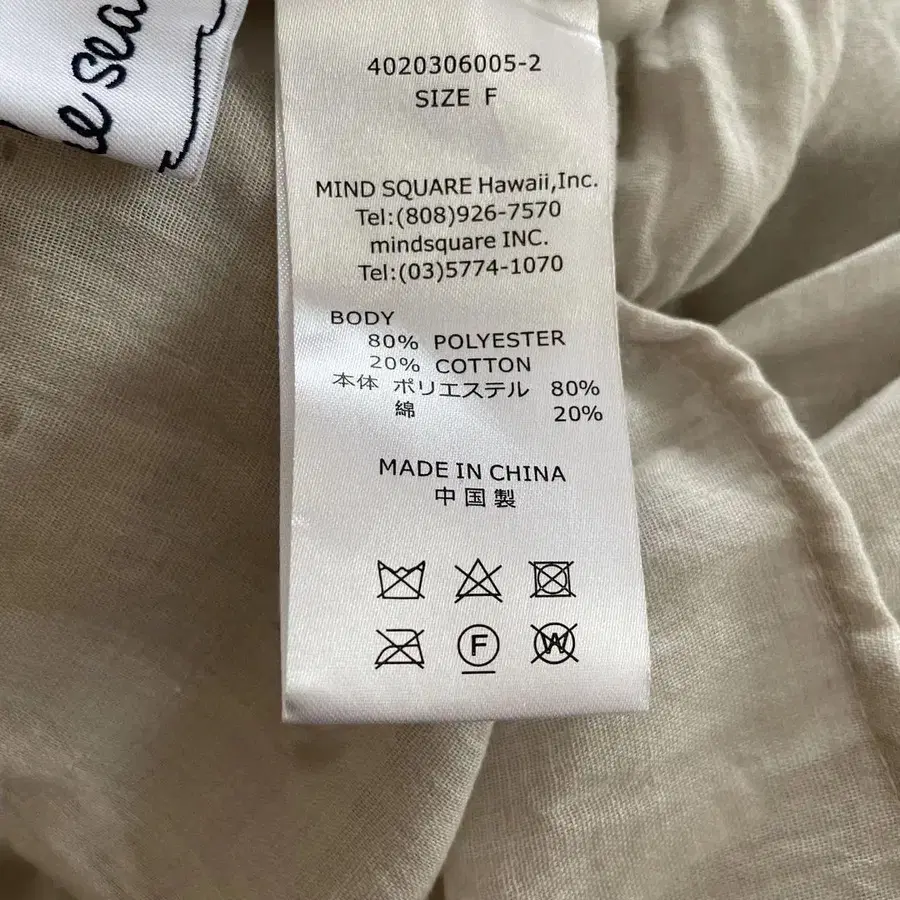 sea
4020306005-2
SIZE F
MIND SQUARE Hawaii,Inc.
Tel:(808)926-7570
mindsquare INC.
Tel:(03)5774-1070
BODY
80% POLYESTER
20% COTTON
本体 ポリエステル 80%
綿 20%
MADE IN CHINA
中国製
F
W